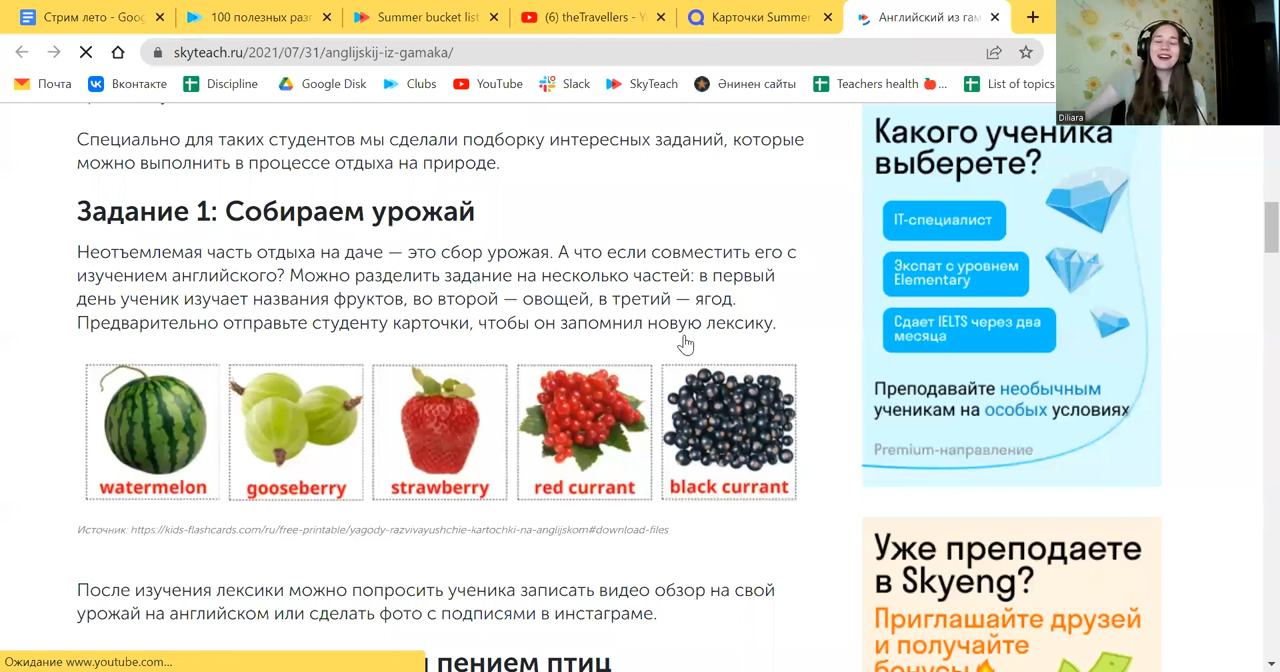 Стрим лето - Goo
100 полезных раз
Summer bucket list
(6) theTravellers - Y
Карточки Summer
Английский из га
skyteach.ru/2021/07/31/anglijskij-iz-gamaka/
Почта
Вконтакте
Discipline
Google Disk
Clubs
YouTube
Slack
SkyTeach
Әнинен сайты
Teachers health 🍎...
List of topics
Diliara
Специально для таких студентов мы сделали подборку интересных заданий, которые
можно выполнить в процессе отдыха на природе.
Задание 1: Собираем урожай
Неотъемлемая часть отдыха на даче — это сбор урожая. А что если совместить его с
изучением английского? Можно разделить задание на несколько частей: в первый
день ученик изучает названия фруктов, во второй — овощей, в третий — ягод.
Предварительно отправьте студенту карточки, чтобы он запомнил новую лексику.
watermelon
gooseberry
strawberry
red currant
black currant
Источник: https://kids-flashcards.com/ru/free-printable/yagody-razvivayushchie-kartochki-na-anglijskom#download-files
После изучения лексики можно попросить ученика записать видео обзор на свой
урожай на английском или сделать фото с подписями в инстаграме.
пением птиц
Ожидание www.youtube.com...
Какого ученика
выберете?
IT-специалист
Экспат с уровнем
Elementary
Сдает IELTS через два
месяца
Преподавайте необычным
ученикам на особых условиях
Premium-направление
Уже преподаете
в Skyeng?
Приглашайте друзей
и получайте
бонусы🔥